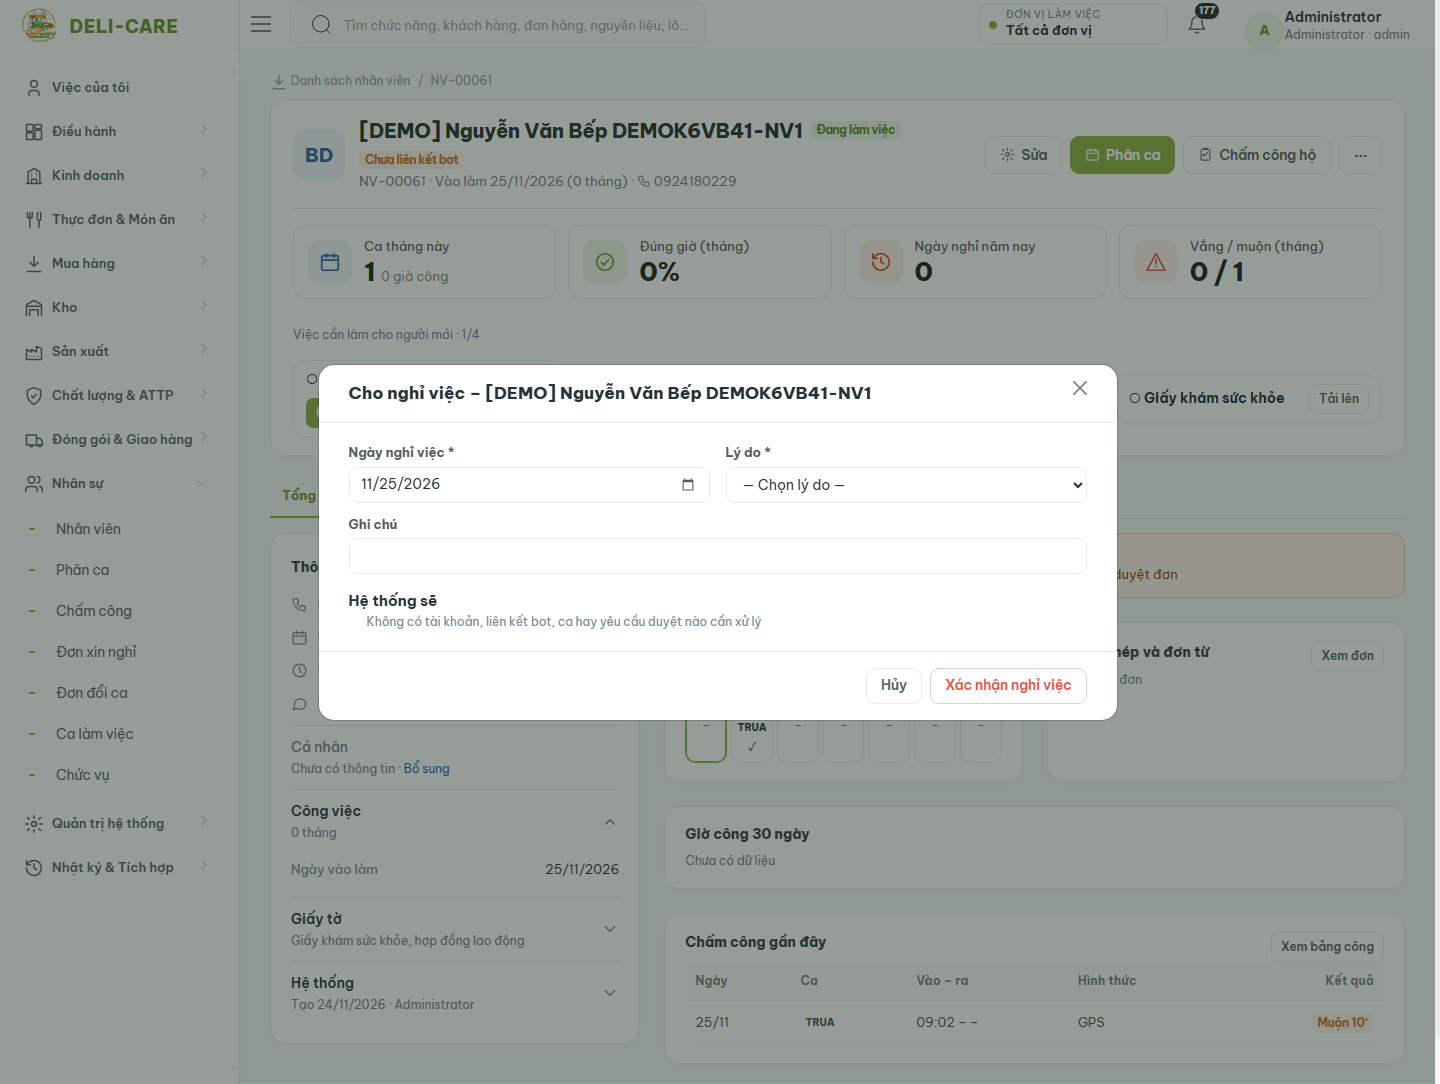 DELI-CARE
Tìm chức năng, khách hàng, đơn hàng, nguyên liệu, lô...
ĐƠN VỊ LÀM VIỆC
Tất cả đơn vị
177
A
Administrator
Administrator · admin
Việc của tôi
Điều hành
Kinh doanh
Thực đơn & Món ăn
Mua hàng
Kho
Sản xuất
Chất lượng & ATTP
Đóng gói & Giao hàng
Nhân sự
Nhân viên
Phân ca
Chấm công
Đơn xin nghỉ
Đơn đổi ca
Ca làm việc
Chức vụ
Quản trị hệ thống
Nhật ký & Tích hợp
Danh sách nhân viên / NV-00061
BD
[DEMO] Nguyễn Văn Bếp DEMOK6VB41-NV1 Đang làm việc
Chưa liên kết bot
NV-00061 · Vào làm 25/11/2026 (0 tháng) · 0924180229
Sửa
Phân ca
Chấm công hộ
...
Ca tháng này
1 0 giờ công
Đúng giờ (tháng)
0%
Ngày nghỉ năm nay
0
Vắng / muộn (tháng)
0 / 1
Việc cần làm cho người mới · 1/4
Giấy khám sức khỏe
Tải lên
Cho nghỉ việc – [DEMO] Nguyễn Văn Bếp DEMOK6VB41-NV1
Ngày nghỉ việc *
11/25/2026
Lý do *
— Chọn lý do —
Ghi chú
Hệ thống sẽ
Không có tài khoản, liên kết bot, ca hay yêu cầu duyệt nào cần xử lý
Hủy
Xác nhận nghỉ việc
Tổng
Thô
duyệt đơn
hép và đơn từ
Xem đơn
đơn
–
TRUA
✓
–
–
–
–
–
Cá nhân
Chưa có thông tin · Bổ sung
Công việc
0 tháng
Ngày vào làm
25/11/2026
Giấy tờ
Giấy khám sức khỏe, hợp đồng lao động
Hệ thống
Tạo 24/11/2026 · Administrator
Giờ công 30 ngày
Chưa có dữ liệu
Chấm công gần đây
Xem bảng công
Ngày Ca Vào – ra Hình thức Kết quả
25/11 TRUA 09:02 – – GPS Muộn 10'